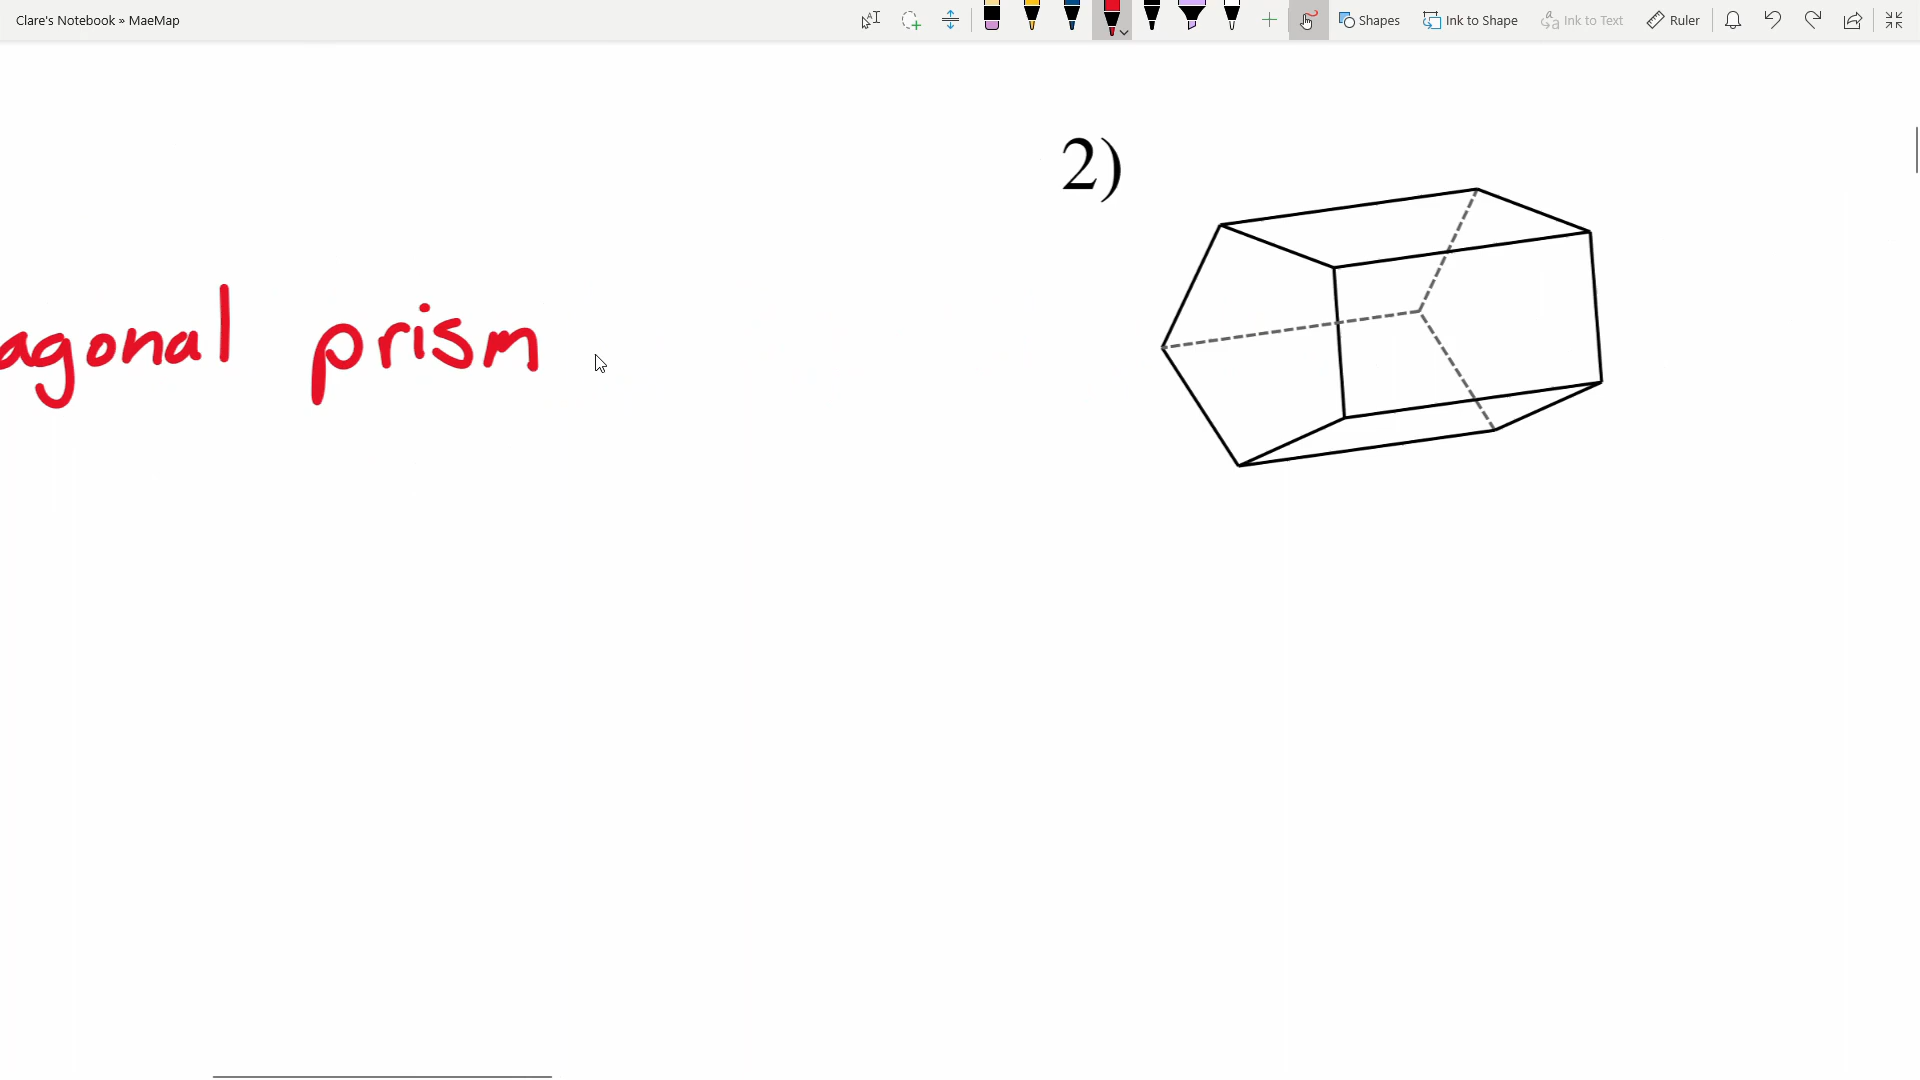 Clare's Notebook » MaeMap
Shapes
Ink to Shape
Ink to Text
Ruler
2)
agonal prism